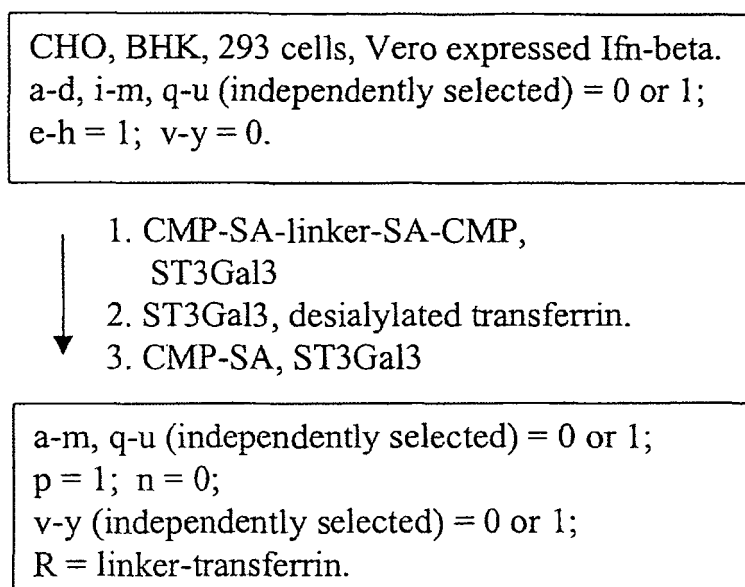 CHO, BHK, 293 cells, Vero expressed Ifn-beta.
a-d, i-m, q-u (independently selected) = 0 or 1;
e-h = 1; v-y = 0.
1. CMP-SA-linker-SA-CMP,
ST3Gal3
2. ST3Gal3, desialylated transferrin.
3. CMP-SA, ST3Gal3
a-m, q-u (independently selected) = 0 or 1;
p = 1; n = 0;
v-y (independently selected) = 0 or 1;
R = linker-transferrin.